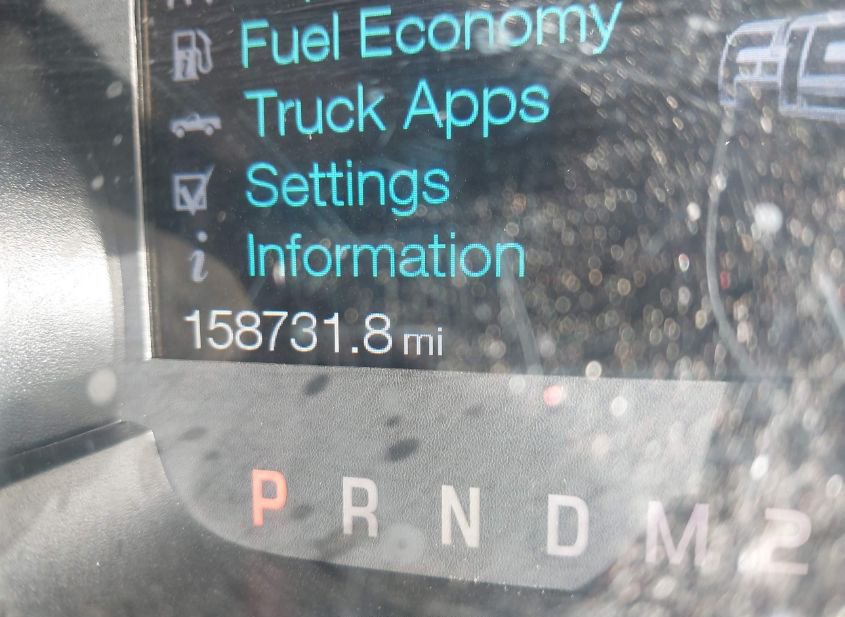 Fuel Economy
Truck Apps
Settings
Information
158731.8 mi
P R N D M 2